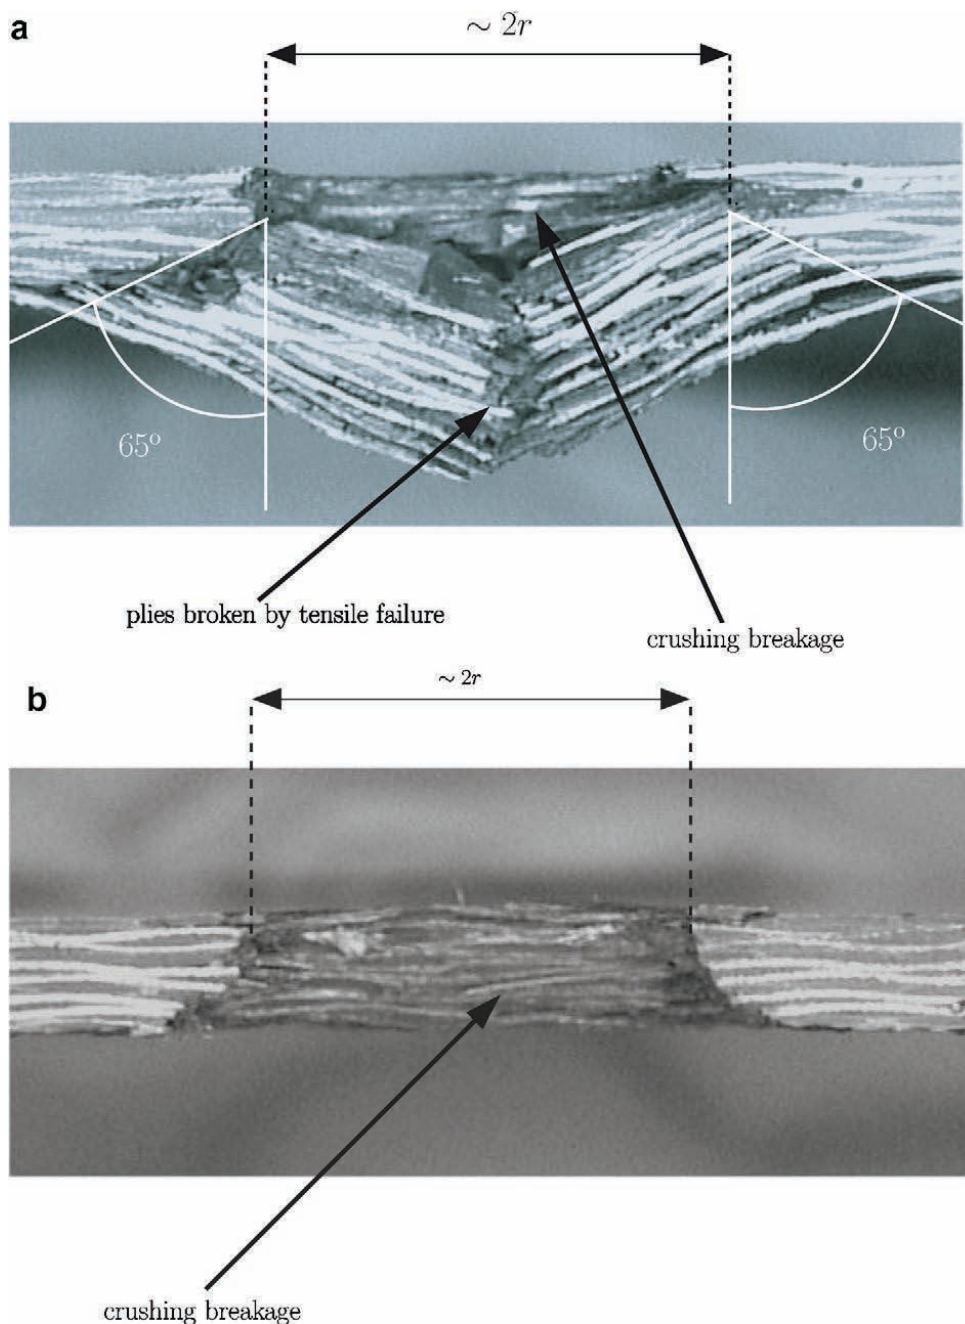 a
~ 2r
65°
65°
plies broken by tensile failure
crushing breakage
b
~ 2r
crushing breakage